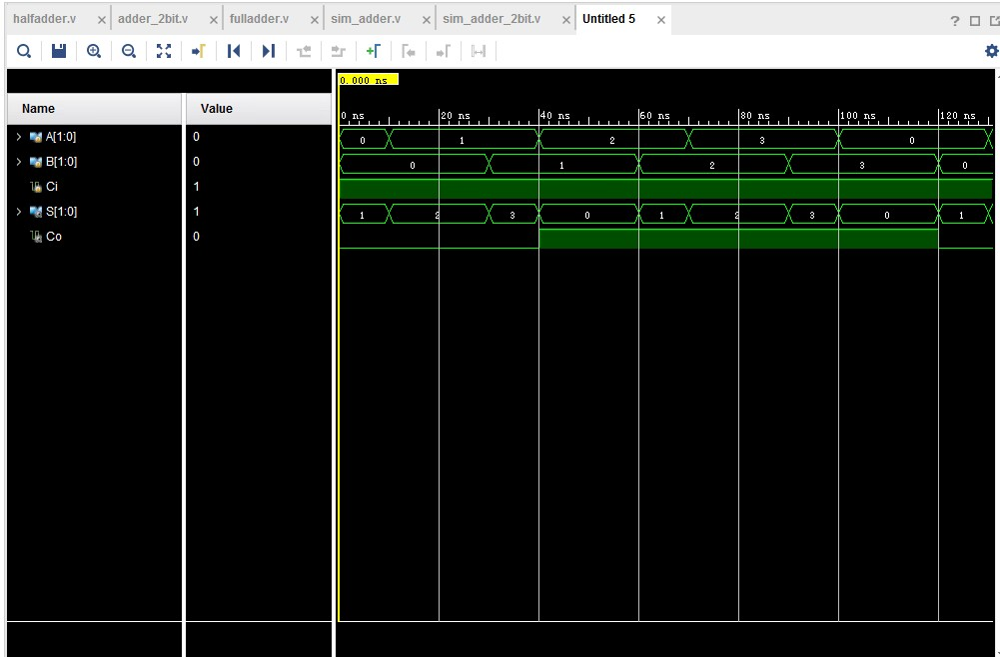 halfadder.v adder_2bit.v fulladder.v sim_adder.v sim_adder_2bit.v Untitled 5
0.000 ns
Name Value
0 ns 20 ns 40 ns 60 ns 80 ns 100 ns 120 ns
A[1:0] 0 0 1 2 3 0
B[1:0] 0 0 1 2 3 0
Ci 1
S[1:0] 1 1 2 3 0 1 2 3 0 1
Co 0